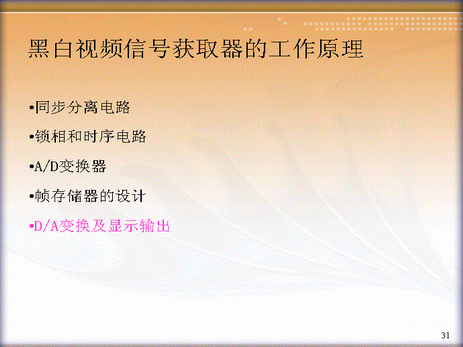 黑白视频信号获取器的工作原理
•同步分离电路
•锁相和时序电路
•A/D变换器
•帧存储器的设计
•D/A变换及显示输出
31